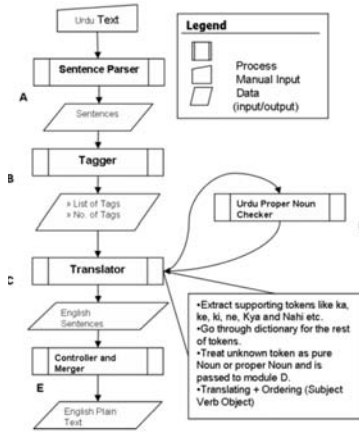 Urdu Text
Sentence Parser
A
Sentences
Tagger
B
» List of Tags
» No. of Tags
Urdu Proper Noun
Checker
C
Translator
English
Sentences
Controller and
Merger
E
English Plain
Text
Legend
Process
Manual Input
Data
(input/output)
•Extract supporting tokens like ka,
ke, ki, ne, Kya and Nahi etc.
•Go through dictionary for the rest
of tokens.
•Treat unknown token as pure
Noun or proper Noun and is
passed to module D.
•Translating + Ordering (Subject
Verb Object)